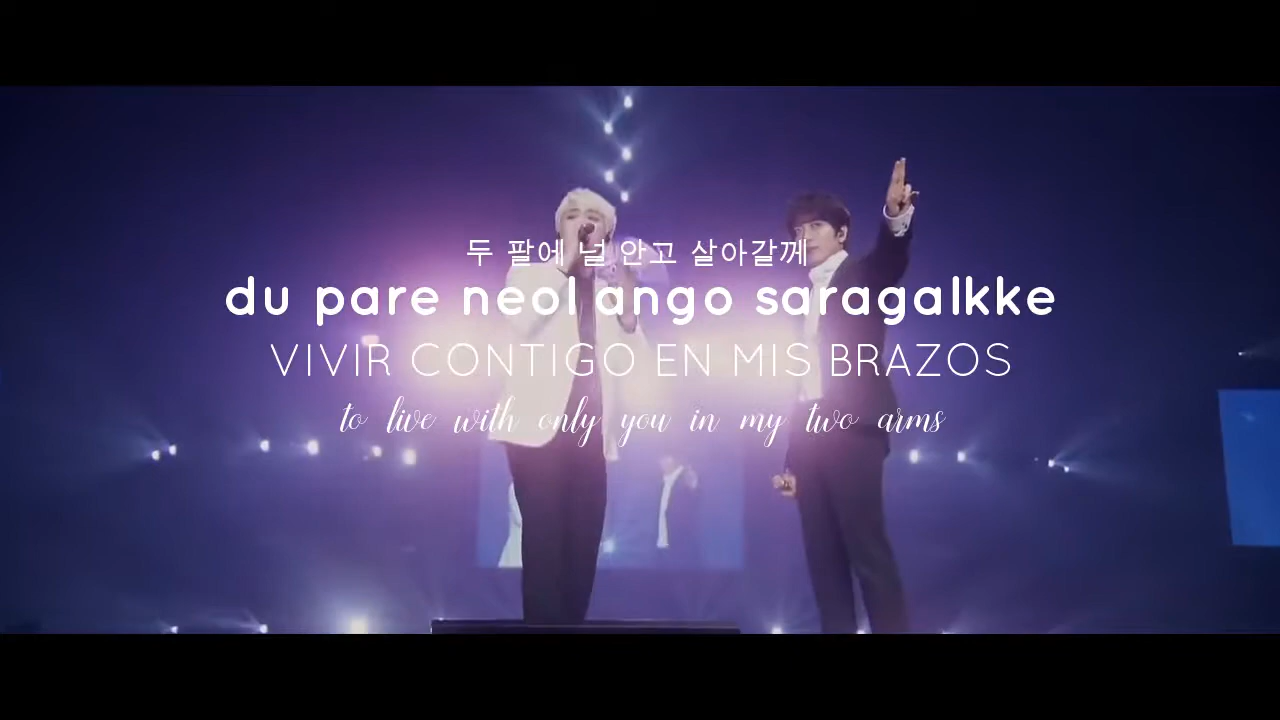 두 팔에 널 안고 살아갈께
du pare neol ango saragalkke
VIVIR CONTIGO EN MIS BRAZOS
to live with only you in my two arms